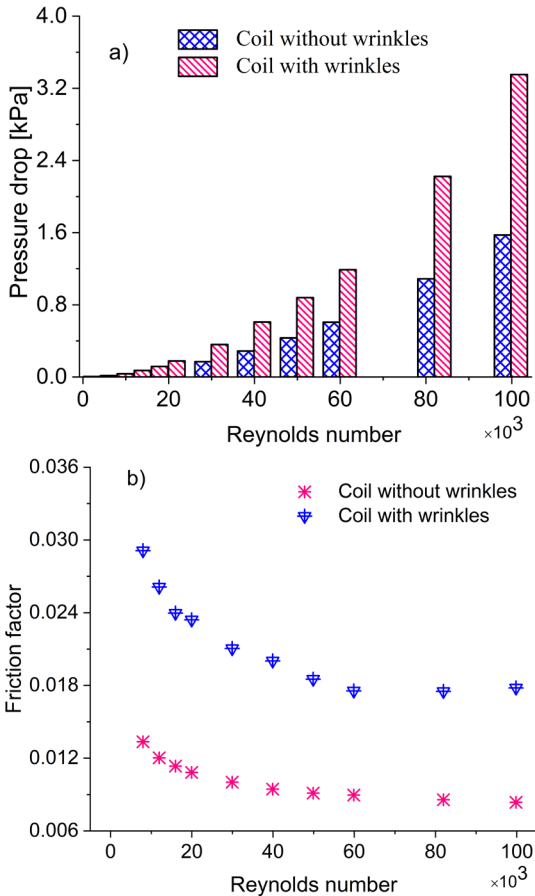 4.0
a)
Coil without wrinkles
Coil with wrinkles
3.2
2.4
1.6
0.8
0.0
Pressure drop [kPa]
0 20 40 60 80 100
Reynolds number ×10³
0.036
b)
Coil without wrinkles
Coil with wrinkles
0.030
0.024
0.018
0.012
0.006
Friction factor
0 20 40 60 80 100
Reynolds number ×10³